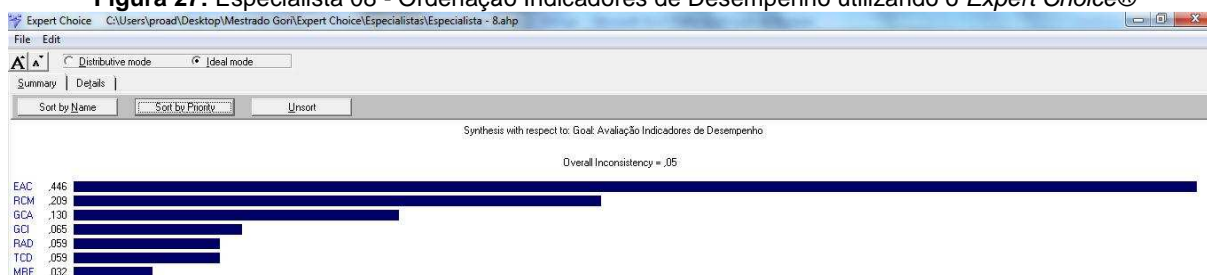 Figura 27: Especialista 08 - Ordenação Indicadores de Desempenho utilizando o Expert Choice®
Expert Choice C:\Users\proad\Desktop\Mestrado Gori\Expert Choice\Especialistas\Especialista - 8.ahp
File Edit
A A Distributive mode Ideal mode
Summary Details
Sort by Name Sort by Priority Unsort
Synthesis with respect to: Goal: Avaliação Indicadores de Desempenho
Overall Inconsistency = ,05
EAC ,446
RCM ,209
GCA ,130
GCI ,065
RAD ,059
TCD ,059
MRF ,032